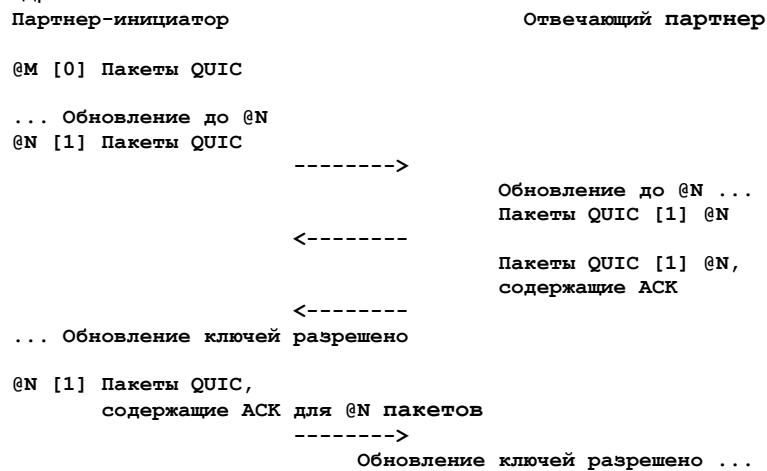 Партнер-инициатор Отвечающий партнер
@M [0] Пакеты QUIC
... Обновление до @N
@N [1] Пакеты QUIC
-------->
Обновление до @N ...
Пакеты QUIC [1] @N
<--------
Пакеты QUIC [1] @N,
содержащие ACK
<--------
... Обновление ключей разрешено
@N [1] Пакеты QUIC,
содержащие ACK для @N пакетов
-------->
Обновление ключей разрешено ...